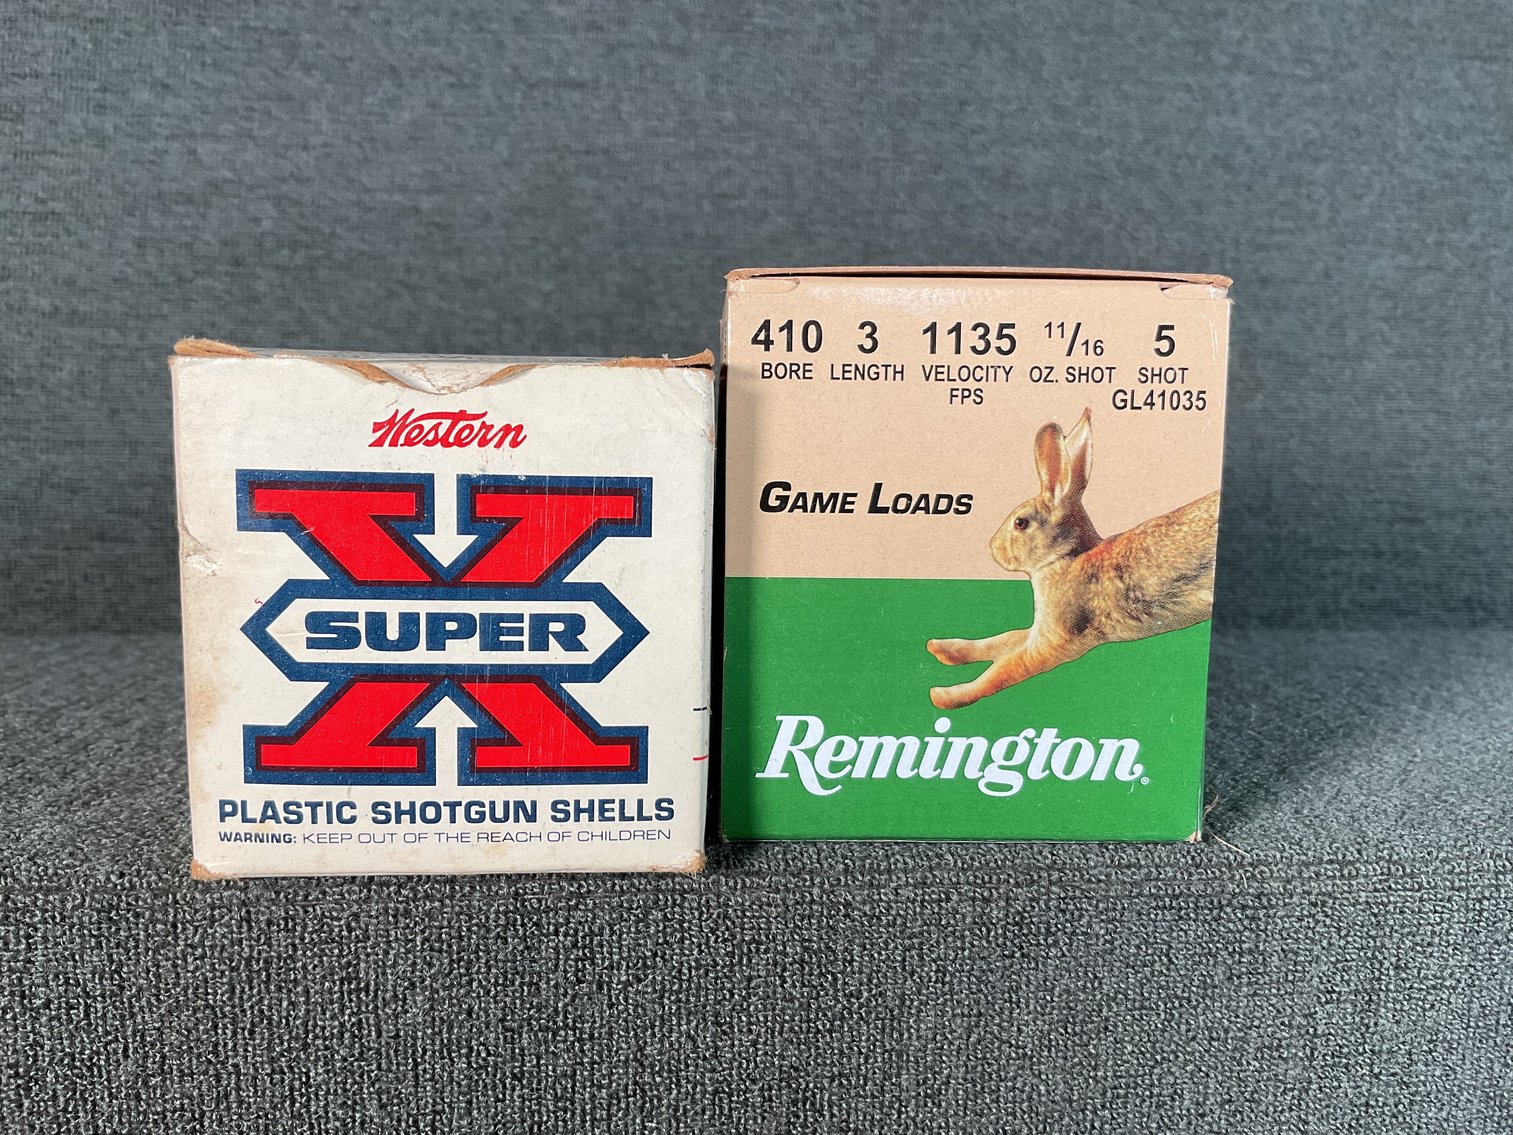 Western
SUPER
X
PLASTIC SHOTGUN SHELLS
WARNING: KEEP OUT OF THE REACH OF CHILDREN
410 3 1135 11/16 5
BORE LENGTH VELOCITY OZ. SHOT SHOT
FPS GL41035
GAME LOADS
Remington®